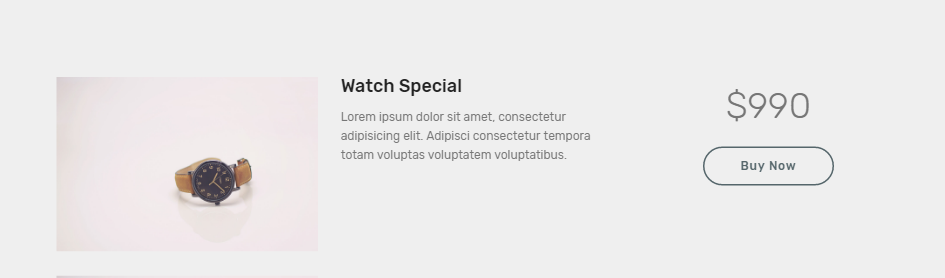 Watch Special
Lorem ipsum dolor sit amet, consectetur
adipisicing elit. Adipisci consectetur tempora
totam voluptas voluptatem voluptatibus.
$990
Buy Now